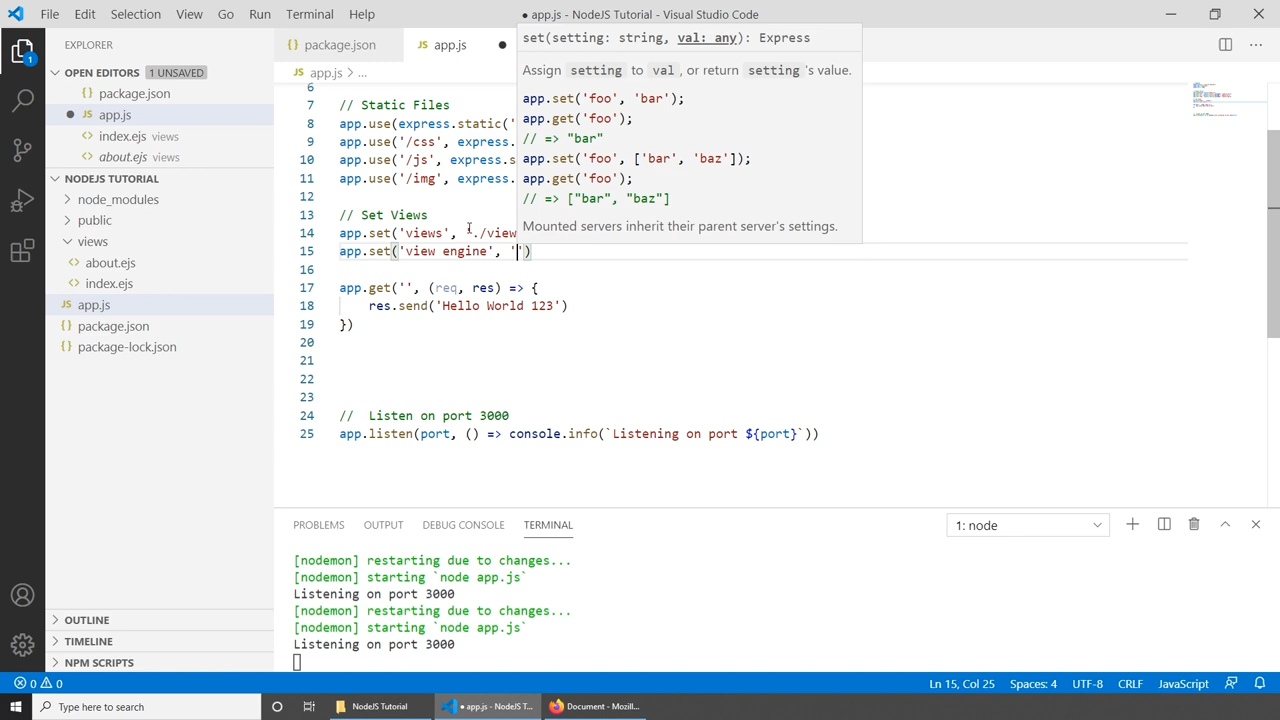 File Edit Selection View Go Run Terminal Help
● app.js - NodeJS Tutorial - Visual Studio Code
EXPLORER
OPEN EDITORS 1 UNSAVED
package.json
app.js
index.ejs views
about.ejs views
NODEJS TUTORIAL
node_modules
public
views
about.ejs
index.ejs
app.js
package.json
package-lock.json
OUTLINE
TIMELINE
NPM SCRIPTS
1
package.json
app.js
app.js > ...
6
7 // Static Files
8 app.use(express.static('
9 app.use('/css', express.
10 app.use('/js', express.s
11 app.use('/img', express.
12
13 // Set Views
14 app.set('views', './view
15 app.set('view engine', '')
16
17 app.get('', (req, res) => {
18 res.send('Hello World 123')
19 })
20
21
22
23
24 //  Listen on port 3000
25 app.listen(port, () => console.info(`Listening on port ${port}`))
set(setting: string, val: any): Express
Assign setting to val, or return setting's value.
app.set('foo', 'bar');
app.get('foo');
// => "bar"
app.set('foo', ['bar', 'baz']);
app.get('foo');
// => ["bar", "baz"]
Mounted servers inherit their parent server's settings.
PROBLEMS OUTPUT DEBUG CONSOLE TERMINAL
1: node
[nodemon] restarting due to changes...
[nodemon] starting `node app.js`
Listening on port 3000
[nodemon] restarting due to changes...
[nodemon] starting `node app.js`
Listening on port 3000
0 0
Ln 15, Col 25 Spaces: 4 UTF-8 CRLF JavaScript
Type here to search
NodeJS Tutorial
● app.js - NodeJS T...
Document - Mozill...